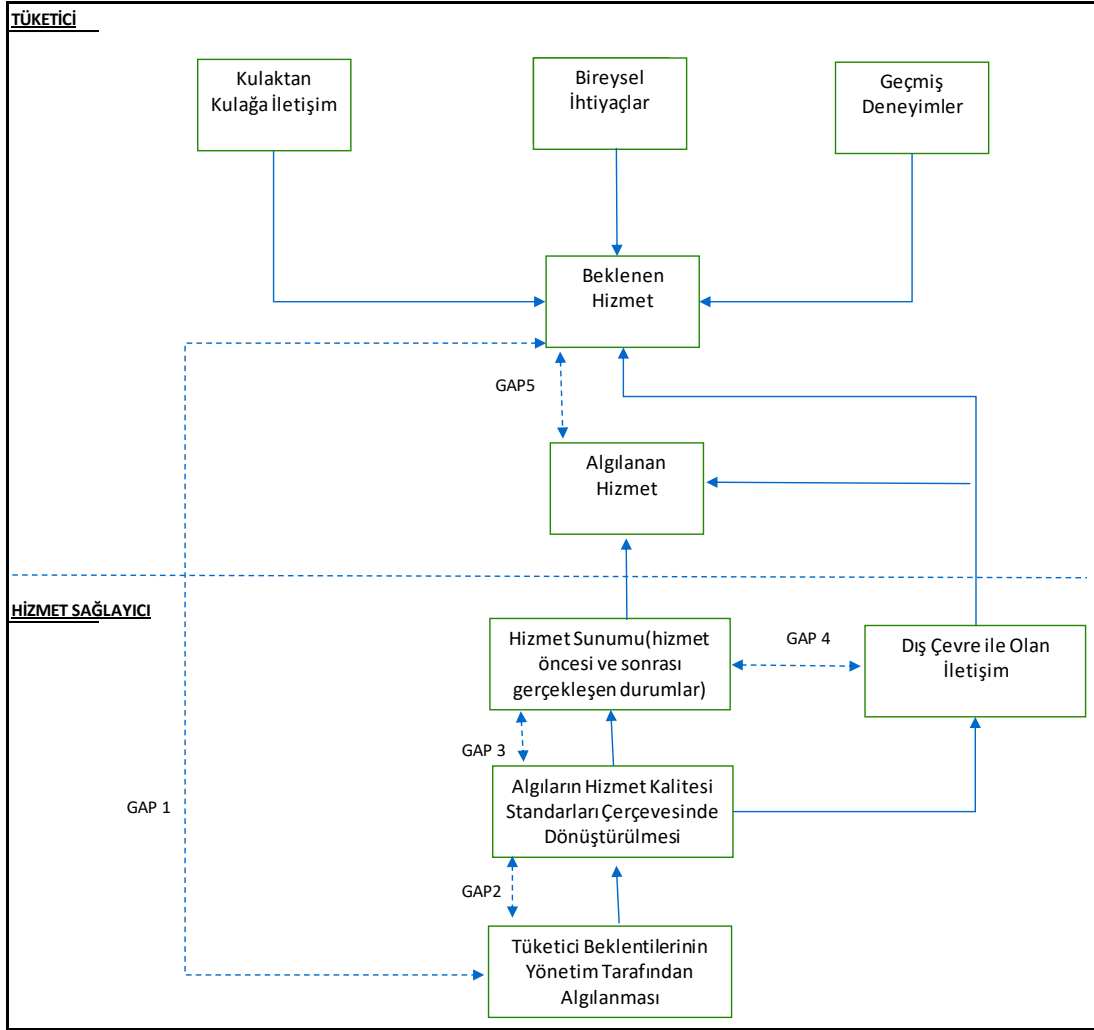 TÜKETİCİ
Kulaktan
Kulağa İletişim
Bireysel
İhtiyaçlar
Geçmiş
Deneyimler
Beklenen
Hizmet
GAP5
Algılanan
Hizmet
HİZMET SAĞLAYICI
Hizmet Sunumu(hizmet
öncesi ve sonrası
gerçekleşen durumlar)
GAP 4
Dış Çevre ile Olan
İletişim
GAP 3
Algıların Hizmet Kalitesi
Standarları Çerçevesinde
Dönüştürülmesi
GAP 1
GAP2
Tüketici Beklentilerinin
Yönetim Tarafından
Algılanması